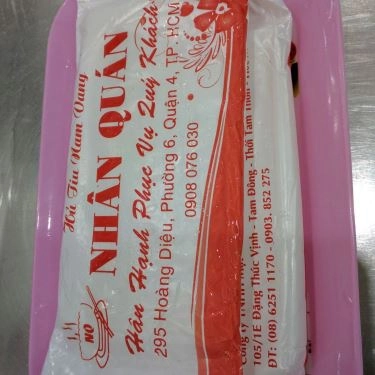 Hủ Tíu Nam Vang
NHÂN QUÁN
Hân Hạnh Phục Vụ Quý Khách
295 Hoàng Diệu, Phường 6, Quận 4, TP. HCM
0908 076 030
NO
105/1E Đặng Thúc Vịnh - Tam Đông - Thới Tam Thôn
ĐT: (08) 6251 1170 - 0903. 852 275